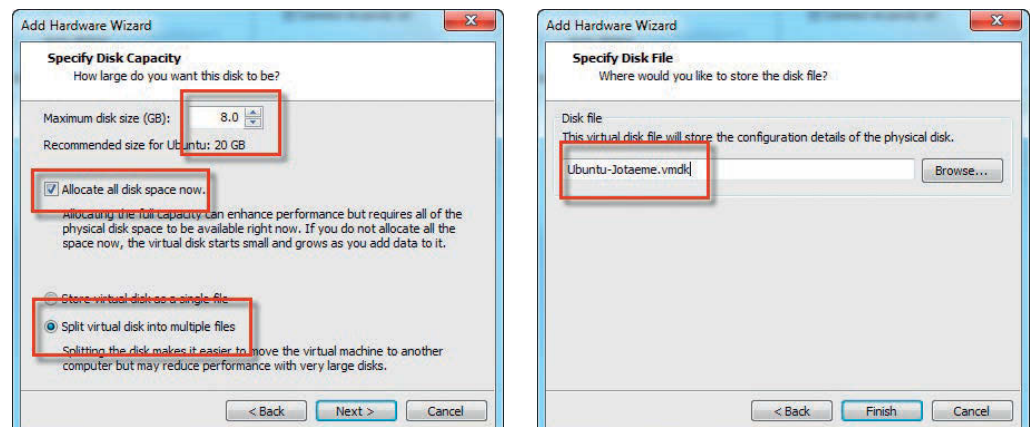 Add Hardware Wizard
Specify Disk Capacity
How large do you want this disk to be?
Maximum disk size (GB): 8.0
Recommended size for Ubuntu: 20 GB
Allocate all disk space now.
Allocating the full capacity can enhance performance but requires all of the
physical disk space to be available right now. If you do not allocate all the
space now, the virtual disk starts small and grows as you add data to it.
Store virtual disk as a single file
Split virtual disk into multiple files
Splitting the disk makes it easier to move the virtual machine to another
computer but may reduce performance with very large disks.
< Back Next > Cancel
Add Hardware Wizard
Specify Disk File
Where would you like to store the disk file?
Disk file
This virtual disk file will store the configuration details of the physical disk.
Ubuntu-Jotaeme.vmdk Browse...
< Back Finish Cancel